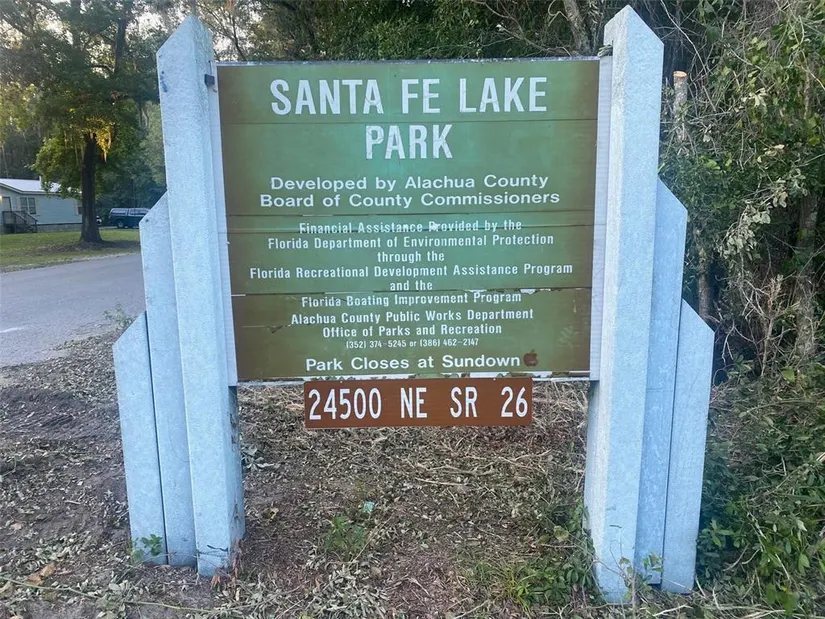 SANTA FE LAKE
PARK
Developed by Alachua County
Board of County Commissioners
Financial Assistance Provided by the
Florida Department of Environmental Protection
through the
Florida Recreational Development Assistance Program
and the
Florida Boating Improvement Program
Alachua County Public Works Department
Office of Parks and Recreation
(352) 374-5245 or (386) 462-2147
Park Closes at Sundown
24500 NE SR 26